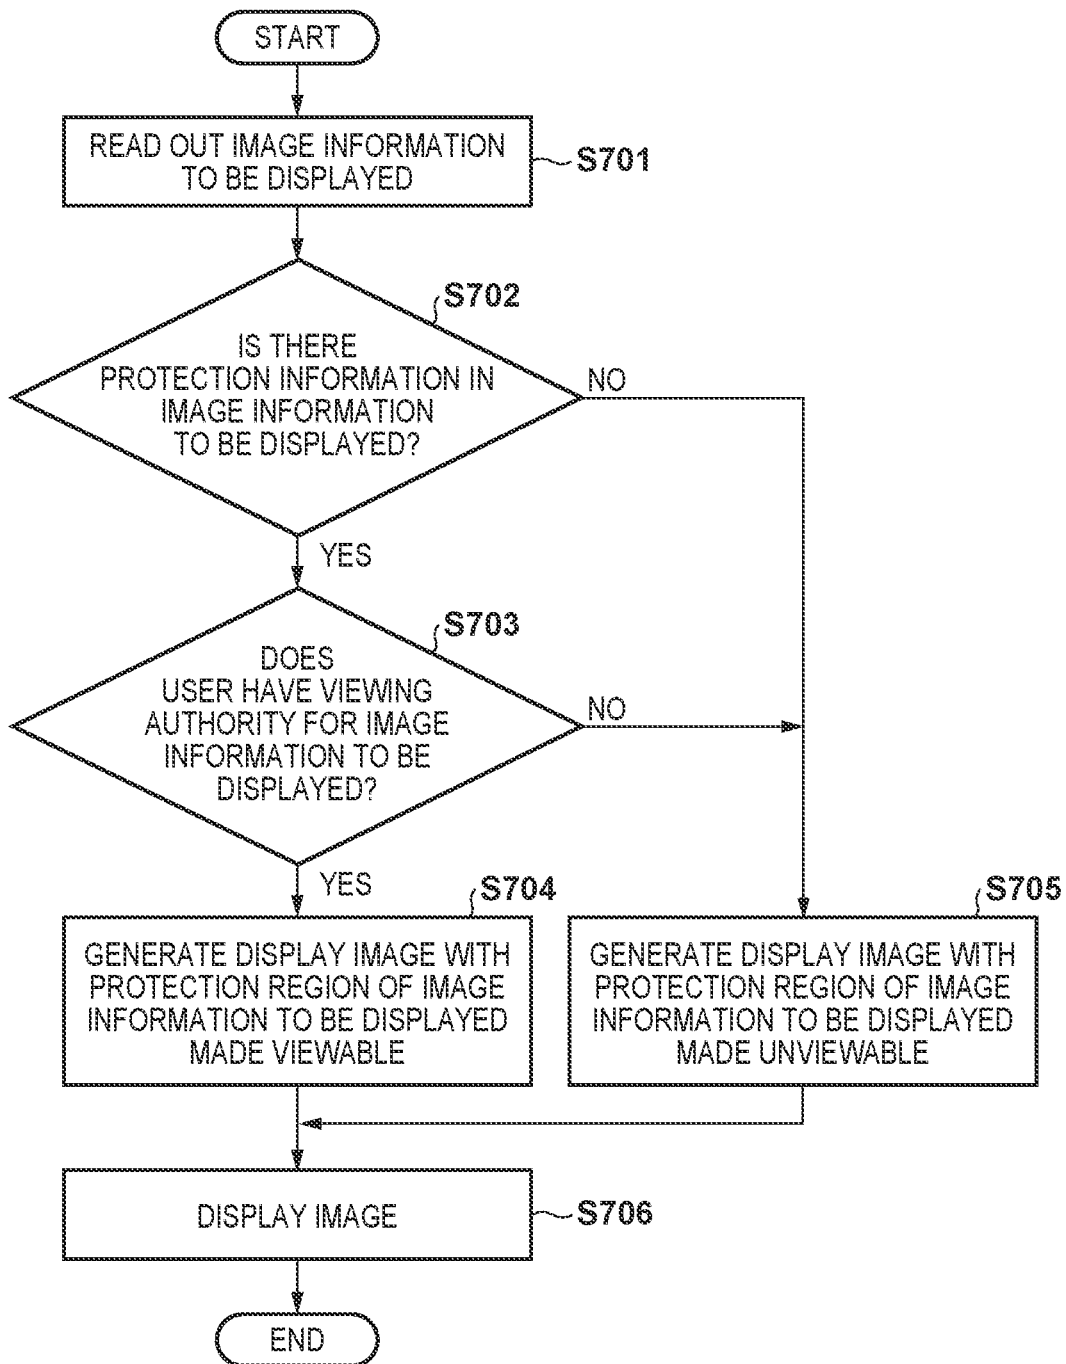 START
READ OUT IMAGE INFORMATION
TO BE DISPLAYED
S701
S702
IS THERE
PROTECTION INFORMATION IN
IMAGE INFORMATION
TO BE DISPLAYED?
NO
YES
S703
DOES
USER HAVE VIEWING
AUTHORITY FOR IMAGE
INFORMATION TO BE
DISPLAYED?
NO
YES
S704
GENERATE DISPLAY IMAGE WITH
PROTECTION REGION OF IMAGE
INFORMATION TO BE DISPLAYED
MADE VIEWABLE
S705
GENERATE DISPLAY IMAGE WITH
PROTECTION REGION OF IMAGE
INFORMATION TO BE DISPLAYED
MADE UNVIEWABLE
DISPLAY IMAGE
S706
END